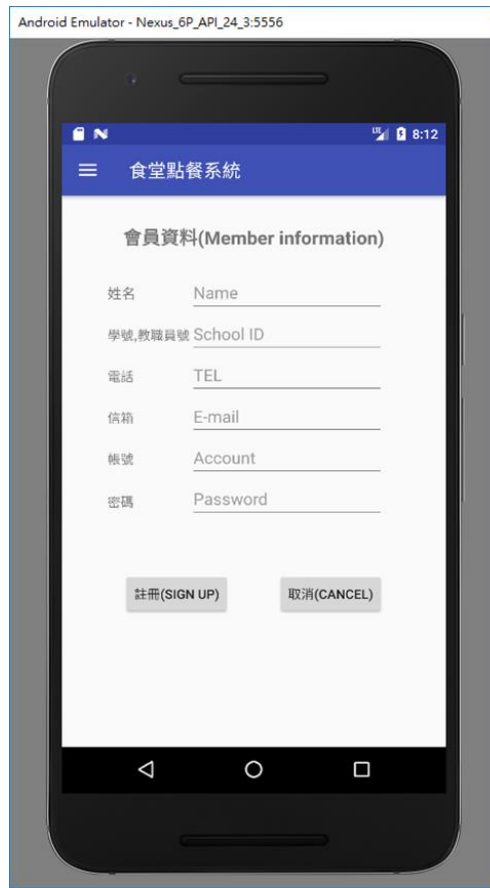 Android Emulator - Nexus_6P_API_24_3:5556
LTE 8:12
食堂點餐系統
會員資料(Member information)
姓名 Name
學號,教職員號 School ID
電話 TEL
信箱 E-mail
帳號 Account
密碼 Password
註冊(SIGN UP) 取消(CANCEL)